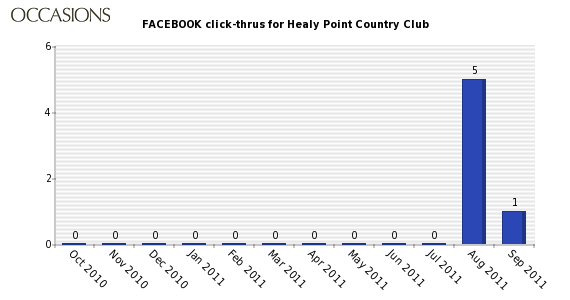 OCCASIONS
FACEBOOK click-thrus for Healy Point Country Club
6
4
2
0
0 0 0 0 0 0 0 0 0 0 5 1
Oct 2010
Nov 2010
Dec 2010
Jan 2011
Feb 2011
Mar 2011
Apr 2011
May 2011
Jun 2011
Jul 2011
Aug 2011
Sep 2011